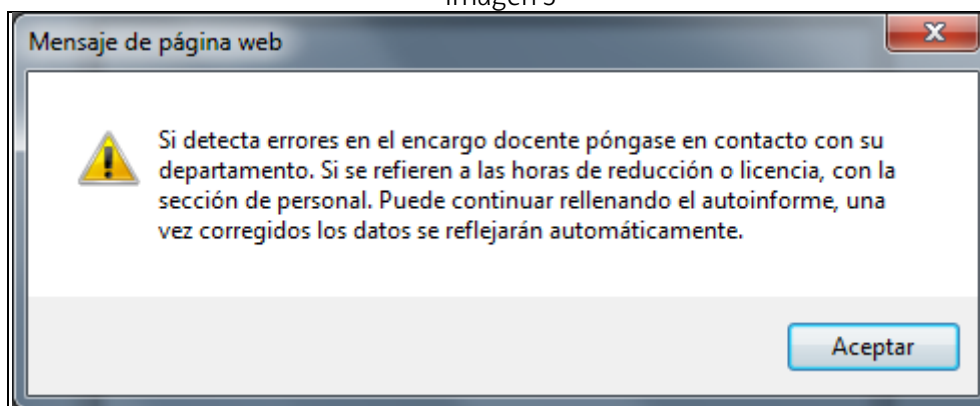 Imagen 3
Mensaje de página web
X
Si detecta errores en el encargo docente póngase en contacto con su
departamento. Si se refieren a las horas de reducción o licencia, con la
sección de personal. Puede continuar rellenando el autoinforme, una
vez corregidos los datos se reflejarán automáticamente.
Aceptar